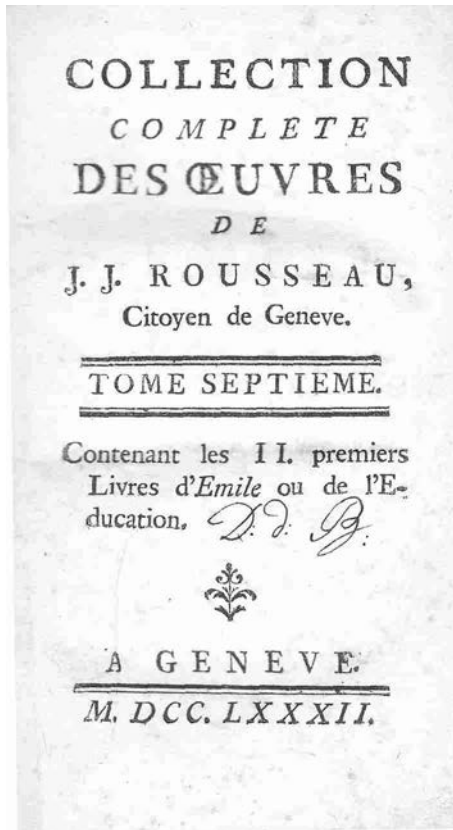 COLLECTION
COMPLETE
DES ŒUVRES
DE
J. J. ROUSSEAU,
Citoyen de Geneve.
TOME SEPTIEME.
Contenant les II. premiers
Livres d'Emile ou de l'E-
ducation. D. d. B.
A GENEVE.
M. DCC. LXXXII.